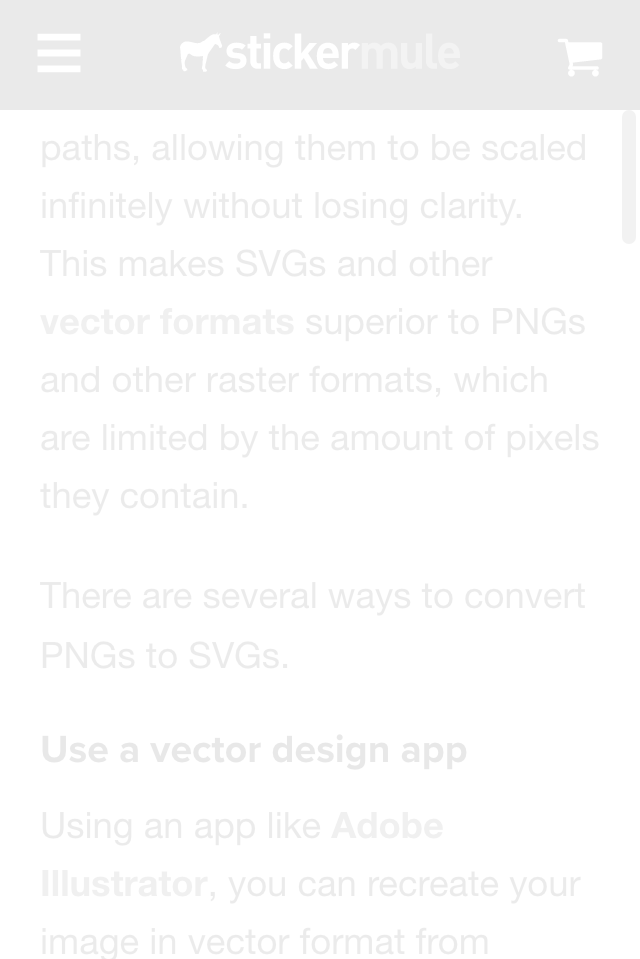 stickermule
paths, allowing them to be scaled
infinitely without losing clarity.
This makes SVGs and other
vector formats superior to PNGs
and other raster formats, which
are limited by the amount of pixels
they contain.
There are several ways to convert
PNGs to SVGs.
Use a vector design app
Using an app like Adobe
Illustrator, you can recreate your
image in vector format from